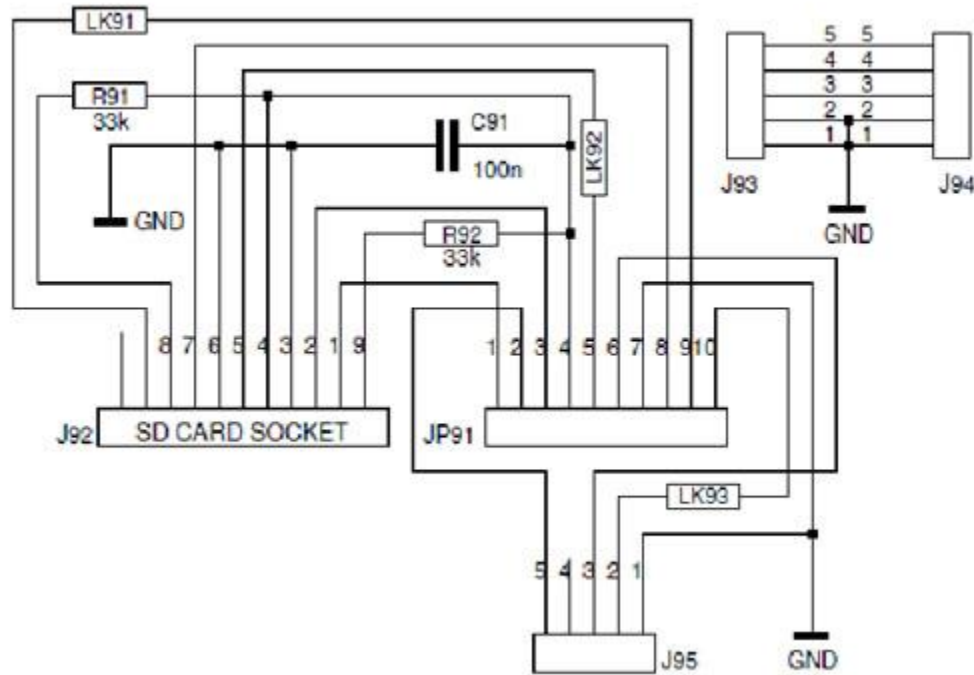 LK91
R91
33k
C91
100n
LK92
GND
R92
33k
5 5
4 4
3 3
2 2
1 1
J93
J94
GND
8 7 6 5 4 3 2 1 9
1 2 3 4 5 6 7 8 9 10
J92
SD CARD SOCKET
JP91
LK93
5 4 3 2 1
J95
GND